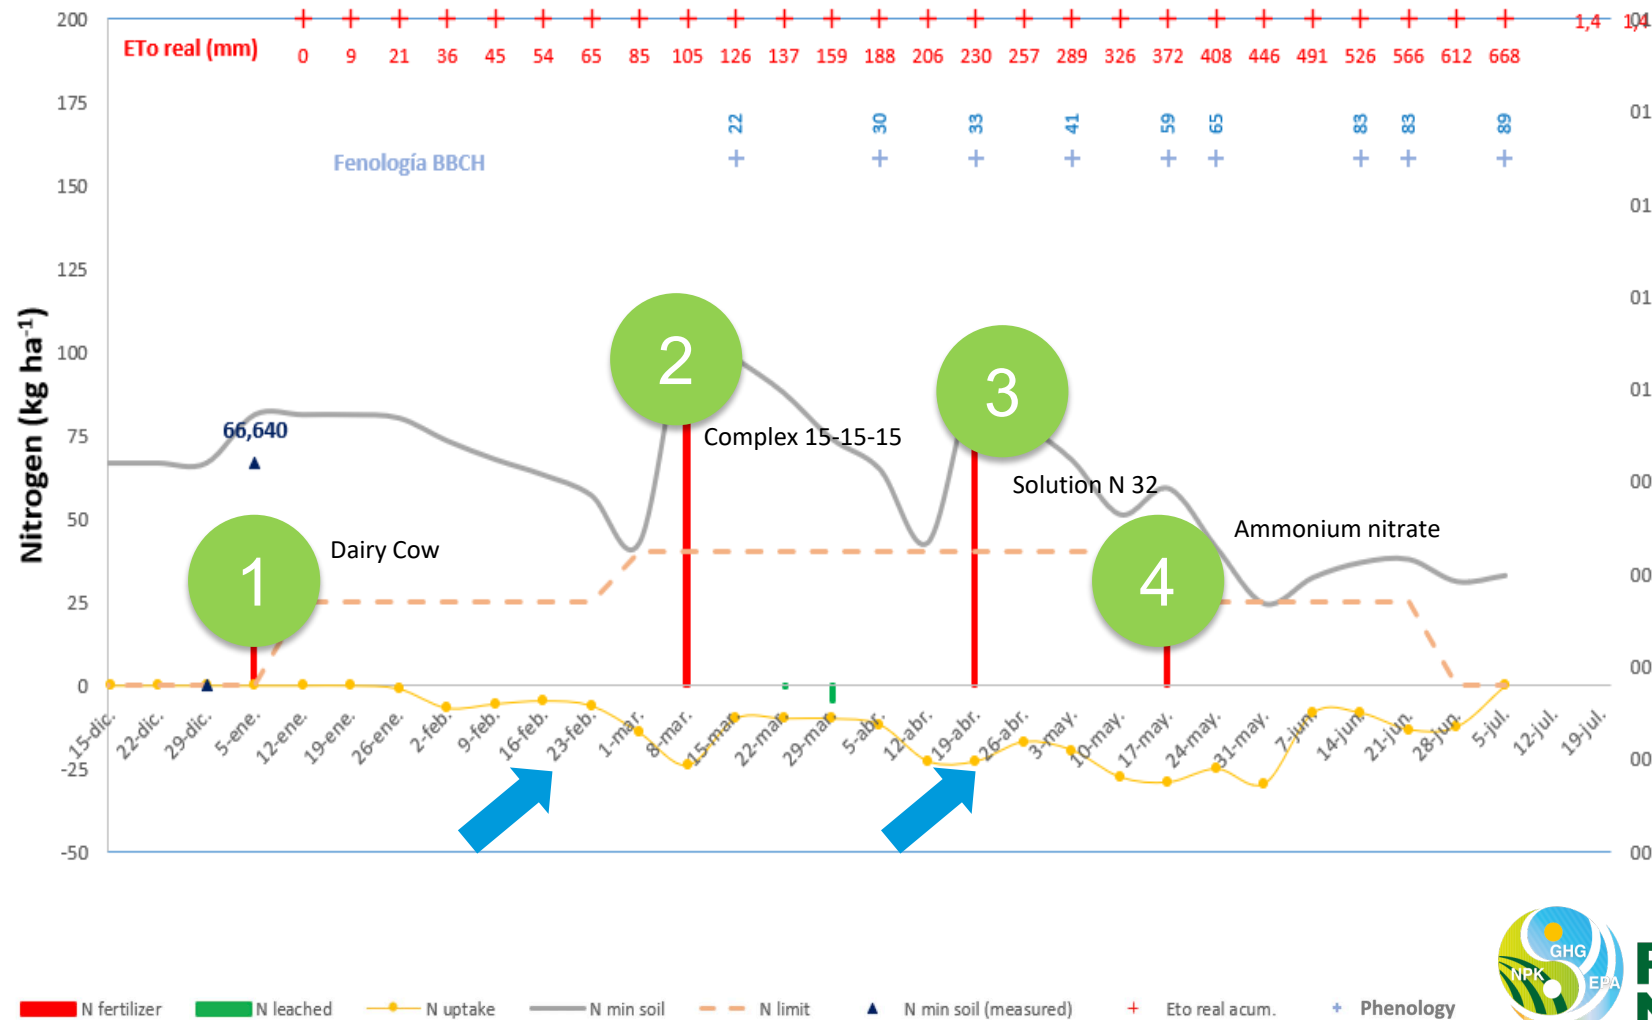 200
175
150
125
100
75
50
25
0
-25
-50
Nitrogen (kg ha⁻¹)
ETo real (mm)
0 9 21 36 45 54 65 85 105 126 137 159 188 206 230 257 289 326 372 408 446 491 526 566 612 668
1,4
Fenología BBCH
22 30 33 41 59 65 83 83 89
66,640
1
Dairy Cow
2
Complex 15-15-15
3
Solution N 32
4
Ammonium nitrate
15-dic. 22-dic. 29-dic. 5-ene. 12-ene. 19-ene. 26-ene. 2-feb. 9-feb. 16-feb. 23-feb. 1-mar. 8-mar. 15-mar. 22-mar. 29-mar. 5-abr. 12-abr. 19-abr. 26-abr. 3-may. 10-may. 17-may. 24-may. 31-may. 7-jun. 14-jun. 21-jun. 28-jun. 5-jul. 12-jul. 19-jul.
N fertilizer N leached N uptake N min soil N limit N min soil (measured) Eto real acum. Phenology
GHG
NPK
EPA